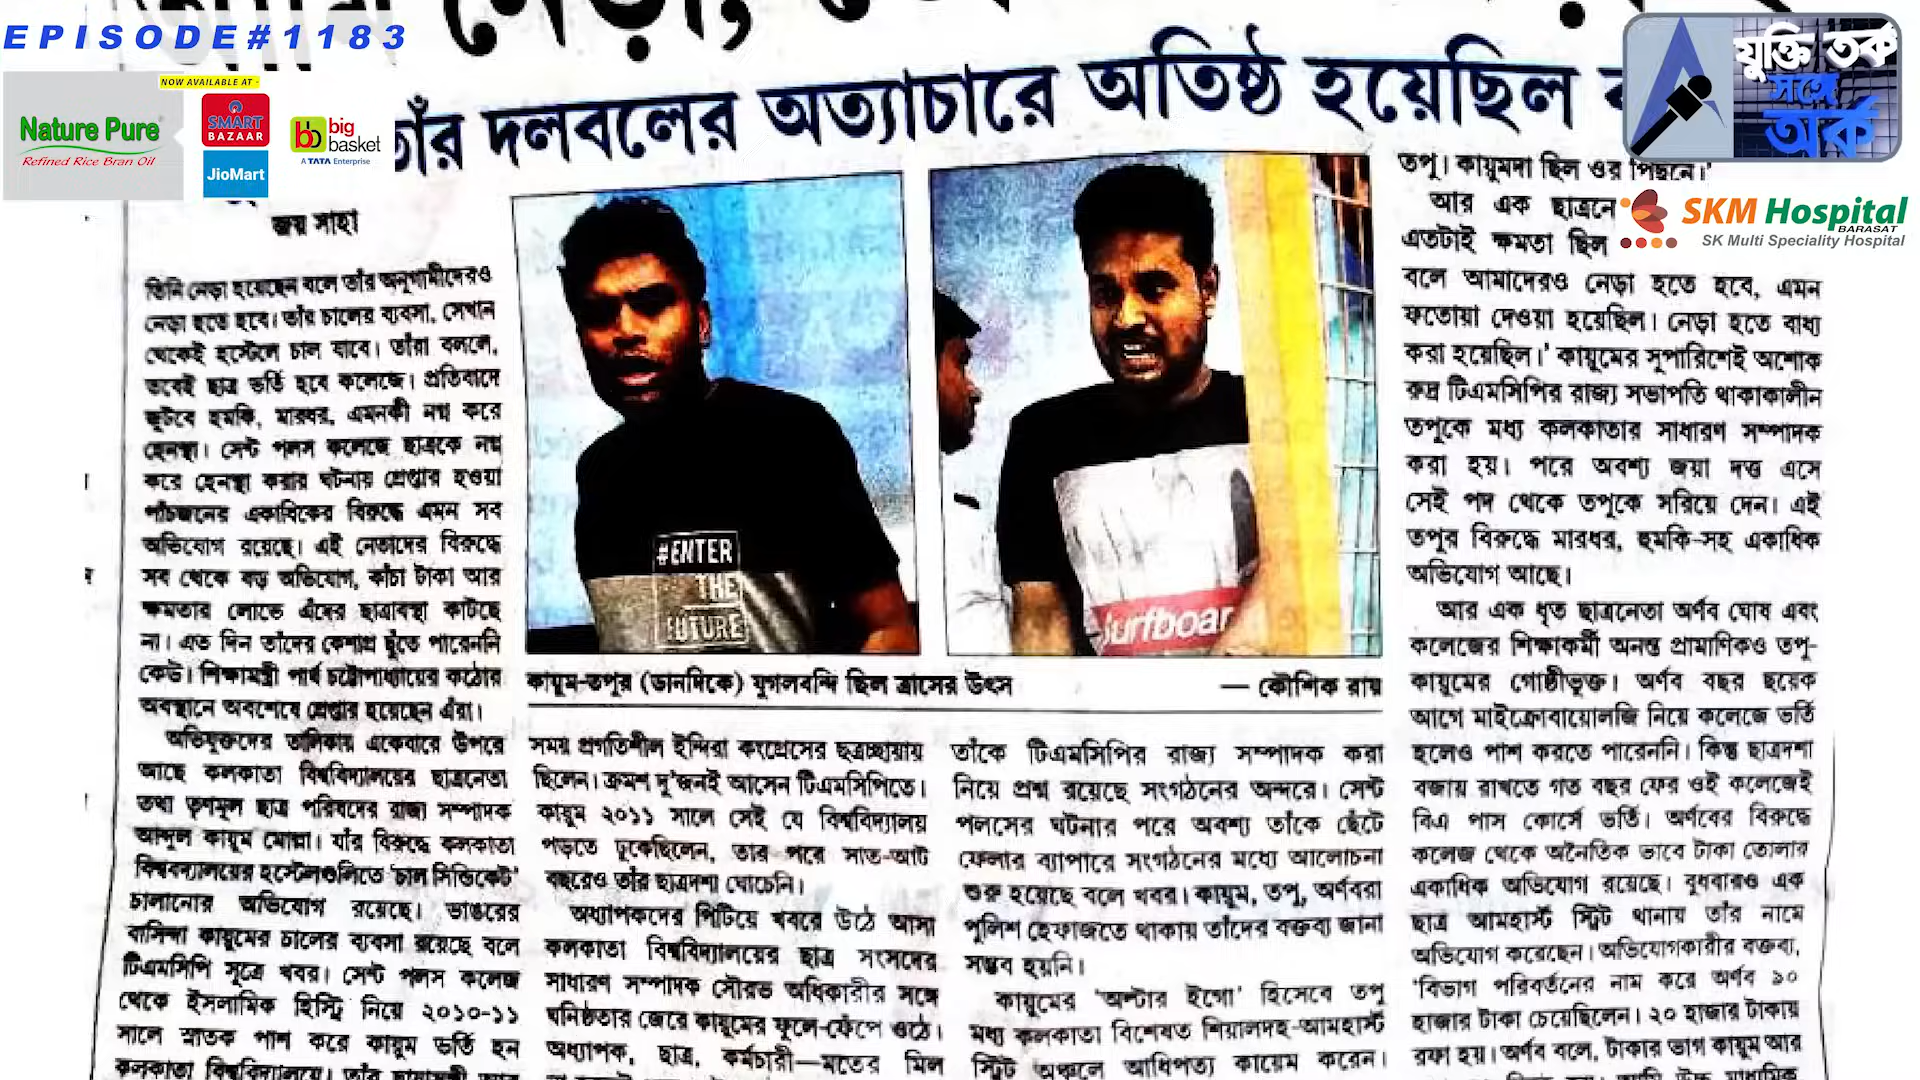 EPISODE#1183
NOW AVAILABLE AT -
Nature Pure
Refined Rice Bran Oil
SMART
BAZAAR
JioMart
big
basket
A TATA Enterprise
যুক্তি তর্ক
সঙ্গে
অর্ক
SKM Hospital
BARASAT
SK Multi Speciality Hospital
তাঁর দলবলের অত্যাচারে অতিষ্ঠ হয়েছিল
জয় সাহা
তিনি নেড়া হয়েছেন বলে তাঁর অনুগামীদেরও
নেড়া হতে হবে। তাঁর চালের ব্যবসা, সেখান
থেকেই হস্টেলে চাল যাবে। তাঁরা বললে,
তবেই ছাত্র ভর্তি হবে কলেজে। প্রতিবাদে
জুটবে হুমকি, মারধর, এমনকী নগ্ন করে
হেনস্থা। সেন্ট পলস কলেজে ছাত্রকে নগ্ন
করে হেনস্থা করার ঘটনায় গ্রেপ্তার হওয়া
পাঁচজনের একাধিকের বিরুদ্ধে এমন সব
অভিযোগ রয়েছে। এই নেতাদের বিরুদ্ধে
সব থেকে বড় অভিযোগ, কাঁচা টাকা আর
ক্ষমতার লোভে এঁদের ছাত্রাবস্থা কাটছে
না। এত দিন তাঁদের কেশাগ্র ছুঁতে পারেননি
কেউ। শিক্ষামন্ত্রী পার্থ চট্টোপাধ্যায়ের কঠোর
অবস্থানে অবশেষে গ্রেপ্তার হয়েছেন এঁরা।
অভিযুক্তদের তালিকায় একেবারে উপরে
আছে কলকাতা বিশ্ববিদ্যালয়ের ছাত্রনেতা
তথা তৃণমূল ছাত্র পরিষদের রাজ্য সম্পাদক
আব্দুল কায়ুম মোল্লা। যাঁর বিরুদ্ধে কলকাতা
বিশ্ববিদ্যালয়ের হস্টেলগুলিতে 'চাল সিন্ডিকেট'
চালানোর অভিযোগ রয়েছে। ভাঙরের
বাসিন্দা কায়ুমের চালের ব্যবসা রয়েছে বলে
টিএমসিপি সূত্রে খবর। সেন্ট পলস কলেজ
থেকে ইসলামিক হিস্ট্রি নিয়ে ২০১০-১১
সালে স্নাতক পাশ করে কায়ুম ভর্তি হন
কলকাতা বিশ্ববিদ্যালয়ে। তাঁর
#ENTER
THE
FUTURE
Surfboar
কায়ুম-তপুর (ডানদিকে) যুগলবন্দি ছিল ত্রাসের উৎস
— কৌশিক রায়
সময় প্রগতিশীল ইন্দিরা কংগ্রেসের ছত্রচ্ছায়ায়
ছিলেন। ক্রমশ দু'জনই আসেন টিএমসিপিতে।
কায়ুম ২০১১ সালে সেই যে বিশ্ববিদ্যালয়
পড়তে ঢুকেছিলেন, তার পরে সাত-আট
বছরেও তাঁর ছাত্রদশা ঘোচেনি।
অধ্যাপকদের পিটিয়ে খবরে উঠে আসা
কলকাতা বিশ্ববিদ্যালয়ের ছাত্র সংসদের
সাধারণ সম্পাদক সৌরভ অধিকারীর সঙ্গে
ঘনিষ্ঠতার জেরে কায়ুমের ফুলে-ফেঁপে ওঠে।
অধ্যাপক, ছাত্র, কর্মচারী—মতের মিল
তাঁকে টিএমসিপির রাজ্য সম্পাদক করা
নিয়ে প্রশ্ন রয়েছে সংগঠনের অন্দরে। সেন্ট
পলসের ঘটনার পরে অবশ্য তাঁকে ছেঁটে
ফেলার ব্যাপারে সংগঠনের মধ্যে আলোচনা
শুরু হয়েছে বলে খবর। কায়ুম, তপু, অর্ণবরা
পুলিশ হেফাজতে থাকায় তাঁদের বক্তব্য জানা
সম্ভব হয়নি।
কায়ুমের 'অল্টার ইগো' হিসেবে তপু
মধ্য কলকাতা বিশেষত শিয়ালদহ-আমহার্স্ট
স্ট্রিট অঞ্চলে আধিপত্য কায়েম করেন।
তপু। কায়ুমদা ছিল ওর পিছনে।'
আর এক ছাত্রনে
এতটাই ক্ষমতা ছিল
বলে আমাদেরও নেড়া হতে হবে, এমন
ফতোয়া দেওয়া হয়েছিল। নেড়া হতে বাধ্য
করা হয়েছিল।' কায়ুমের সুপারিশেই অশোক
রুদ্র টিএমসিপির রাজ্য সভাপতি থাকাকালীন
তপুকে মধ্য কলকাতার সাধারণ সম্পাদক
করা হয়। পরে অবশ্য জয়া দত্ত এসে
সেই পদ থেকে তপুকে সরিয়ে দেন। এই
তপুর বিরুদ্ধে মারধর, হুমকি-সহ একাধিক
অভিযোগ আছে।
আর এক ধৃত ছাত্রনেতা অর্ণব ঘোষ এবং
কলেজের শিক্ষাকর্মী অনন্ত প্রামাণিকও তপু-
কায়ুমের গোষ্ঠীভুক্ত। অর্ণব বছর ছয়েক
আগে মাইক্রোবায়োলজি নিয়ে কলেজে ভর্তি
হলেও পাশ করতে পারেননি। কিন্তু ছাত্রদশা
বজায় রাখতে গত বছর ফের ওই কলেজেই
বিএ পাস কোর্সে ভর্তি। অর্ণবের বিরুদ্ধে
কলেজ থেকে অনৈতিক ভাবে টাকা তোলার
একাধিক অভিযোগ রয়েছে। বুধবারও এক
ছাত্র আমহার্স্ট স্ট্রিট থানায় তাঁর নামে
অভিযোগ করেছেন। অভিযোগকারীর বক্তব্য,
'বিভাগ পরিবর্তনের নাম করে অর্ণব ৯০
হাজার টাকা চেয়েছিলেন। ২০ হাজার টাকায়
রফা হয়। অর্ণব বলে, টাকার ভাগ কায়ুম আর